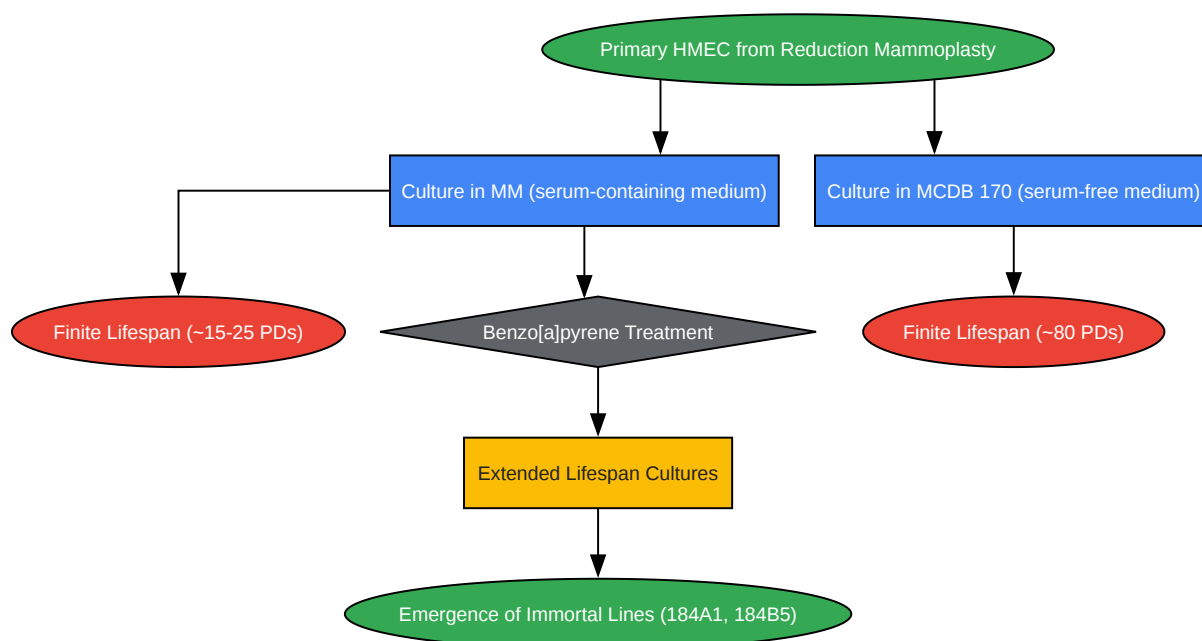 Primary HMEC from Reduction Mammoplasty
Culture in MM (serum-containing medium)
Culture in MCDB 170 (serum-free medium)
Finite Lifespan (~15-25 PDs)
Benzo[a]pyrene Treatment
Finite Lifespan (~80 PDs)
Extended Lifespan Cultures
Emergence of Immortal Lines (184A1, 184B5)